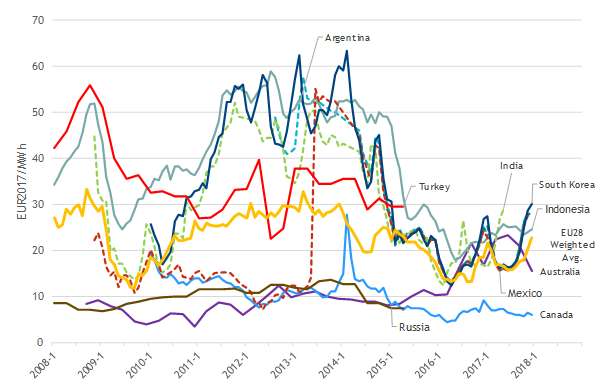 70
60
50
40
30
20
10
0
EUR2017/MWh
Argentina
Turkey
India
South Korea
Indonesia
EU28
Weighted
Avg.
Australia
Mexico
Canada
Russia
2008-1
2009-1
2010-1
2011-1
2012-1
2013-1
2014-1
2015-1
2016-1
2017-1
2018-1